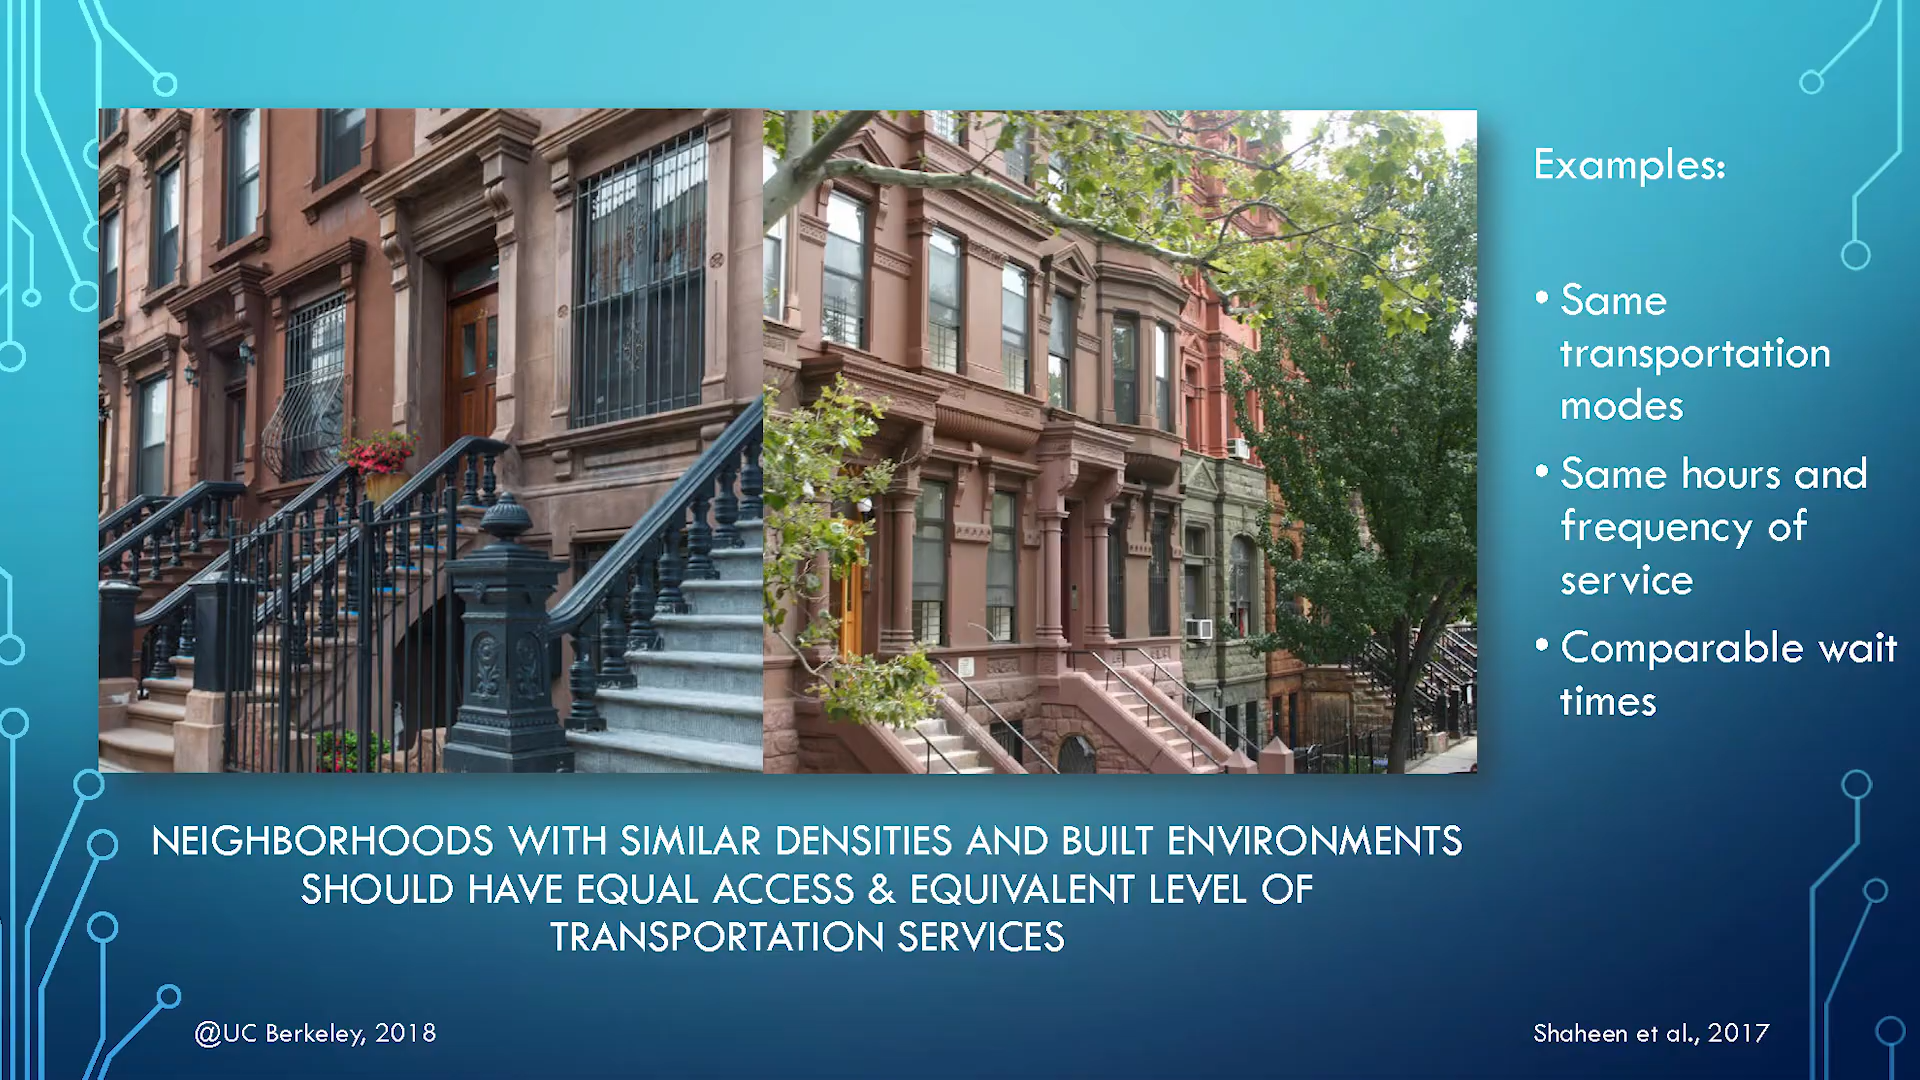 Examples:
• Same
transportation
modes
• Same hours and
frequency of
service
• Comparable wait
times
NEIGHBORHOODS WITH SIMILAR DENSITIES AND BUILT ENVIRONMENTS
SHOULD HAVE EQUAL ACCESS & EQUIVALENT LEVEL OF
TRANSPORTATION SERVICES
@UC Berkeley, 2018
Shaheen et al., 2017